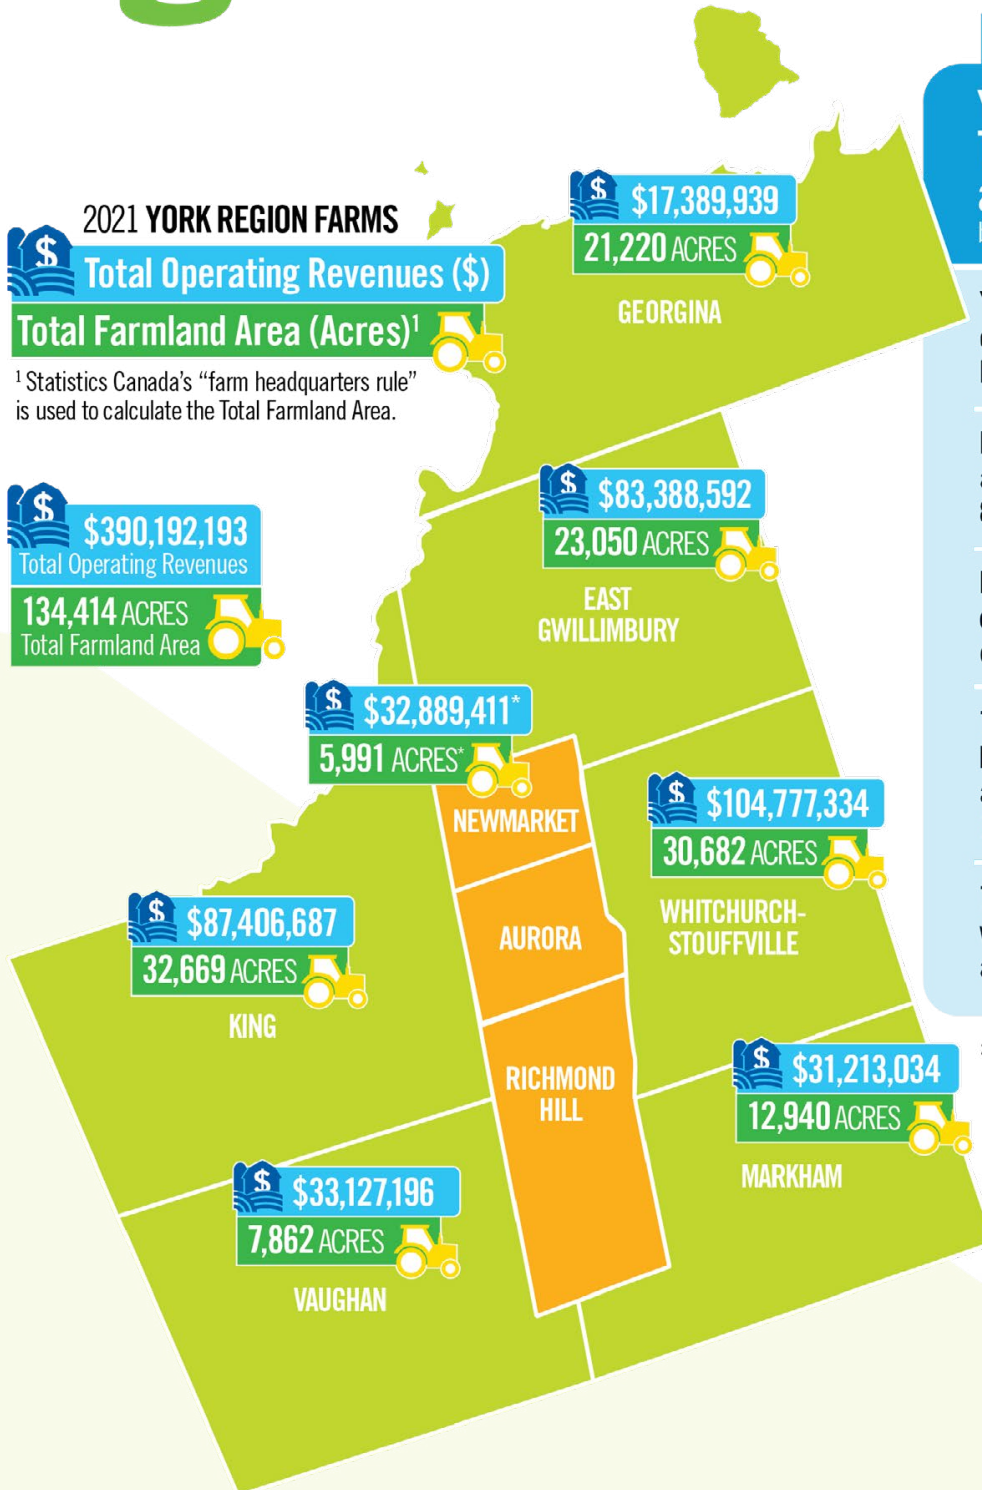 2021 YORK REGION FARMS
$ Total Operating Revenues ($)
Total Farmland Area (Acres)¹
¹ Statistics Canada’s “farm headquarters rule”
is used to calculate the Total Farmland Area.
$ $390,192,193
Total Operating Revenues
134,414 ACRES
Total Farmland Area
$ $17,389,939
21,220 ACRES
GEORGINA
$ $83,388,592
23,050 ACRES
EAST
GWILLIMBURY
$ $32,889,411*
5,991 ACRES*
NEWMARKET
AURORA
RICHMOND
HILL
$ $104,777,334
30,682 ACRES
WHITCHURCH-
STOUFFVILLE
$ $87,406,687
32,669 ACRES
KING
$ $31,213,034
12,940 ACRES
MARKHAM
$ $33,127,196
7,862 ACRES
VAUGHAN